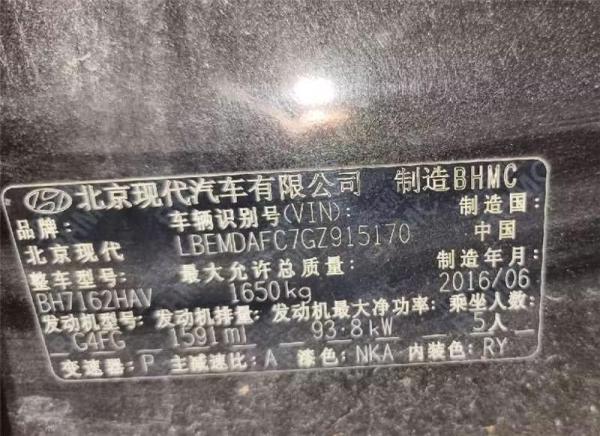 北京现代汽车有限公司 制造BHMC
品牌: 车辆识别号(VIN): 制造国:
北京现代 LBEMDAFC7GZ915170 中国
整车型号: 最大允许总质量: 制造年月:
BH7162HAV 1650kg 2016/06
发动机型号: 发动机排量: 发动机最大净功率: 乘坐人数:
G4FG 1591ml 93.8kW 5人
变速器: P 主减速比: A 漆色: NKA 内装色: RY